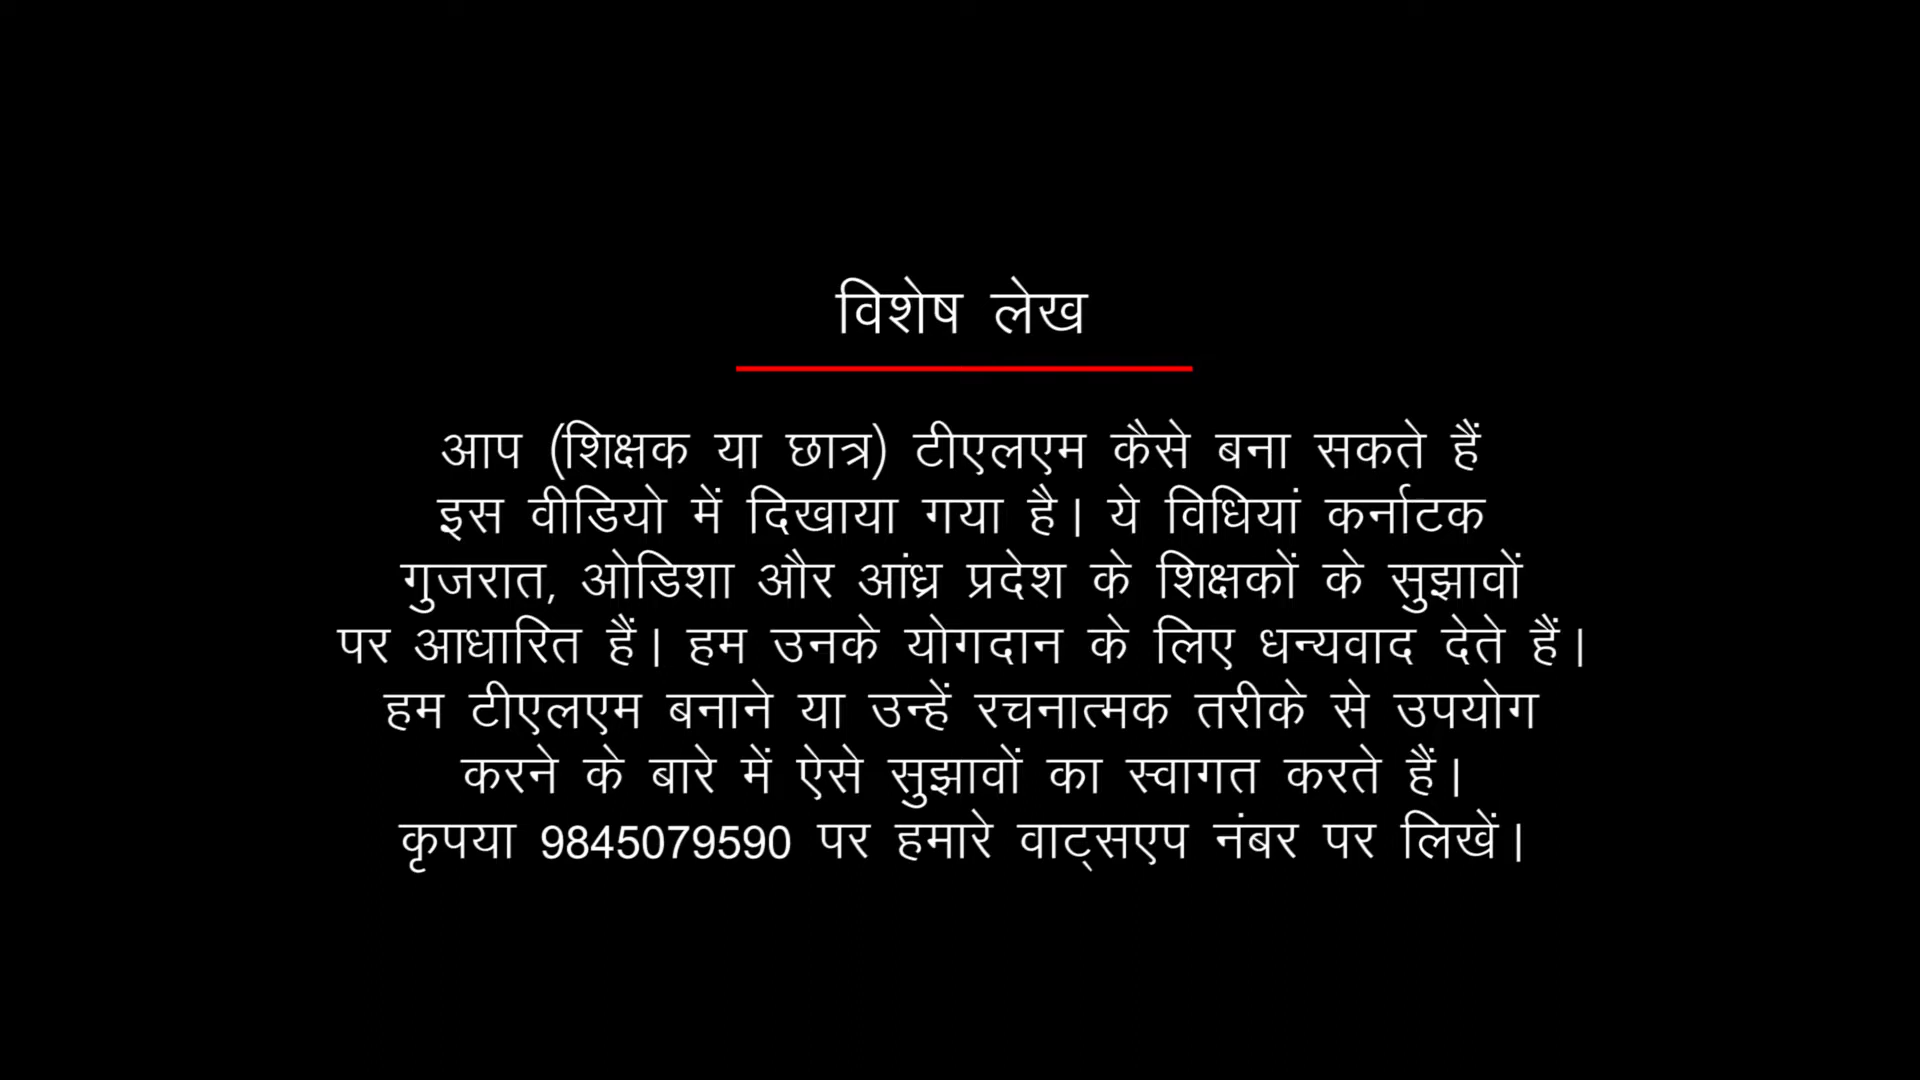 विशेष लेख
आप (शिक्षक या छात्र) टीएलएम कैसे बना सकते हैं
इस वीडियो में दिखाया गया है। ये विधियां कर्नाटक
गुजरात, ओडिशा और आंध्र प्रदेश के शिक्षकों के सुझावों
पर आधारित हैं। हम उनके योगदान के लिए धन्यवाद देते हैं।
हम टीएलएम बनाने या उन्हें रचनात्मक तरीके से उपयोग
करने के बारे में ऐसे सुझावों का स्वागत करते हैं।
कृपया 9845079590 पर हमारे वाट्सएप नंबर पर लिखें।